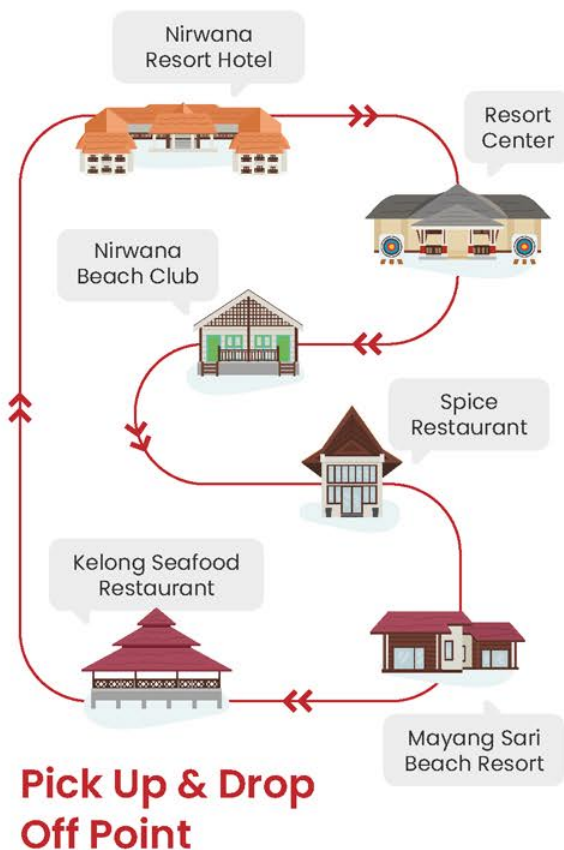 Nirwana
Resort Hotel
Resort
Center
Nirwana
Beach Club
Spice
Restaurant
Kelong Seafood
Restaurant
Mayang Sari
Beach Resort
Pick Up & Drop
Off Point